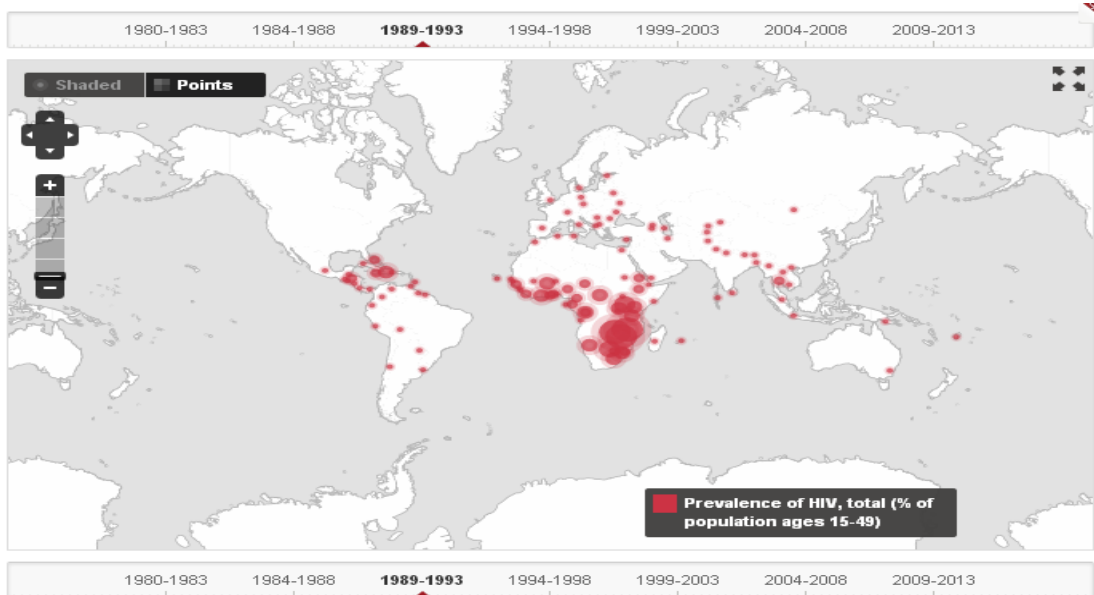 1980-1983 1984-1988 1989-1993 1994-1998 1999-2003 2004-2008 2009-2013
Shaded Points
+
−
Prevalence of HIV, total (% of
population ages 15-49)
1980-1983 1984-1988 1989-1993 1994-1998 1999-2003 2004-2008 2009-2013